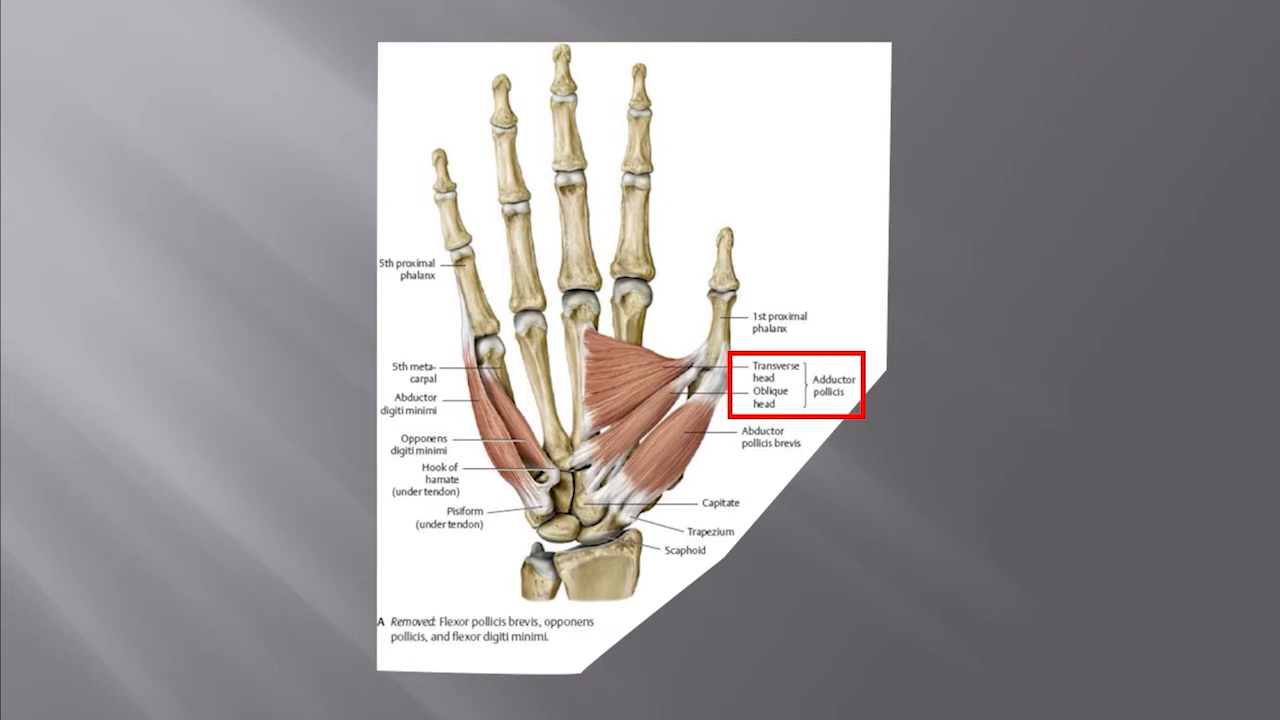 5th proximal
phalanx
1st proximal
phalanx
5th meta-
carpal
Transverse
head
Oblique
head
Adductor
pollicis
Abductor
digiti minimi
Abductor
pollicis brevis
Opponens
digiti minimi
Hook of
hamate
(under tendon)
Capitate
Pisiform
(under tendon)
Trapezium
Scaphoid
A Removed: Flexor pollicis brevis, opponens
pollicis, and flexor digiti minimi.